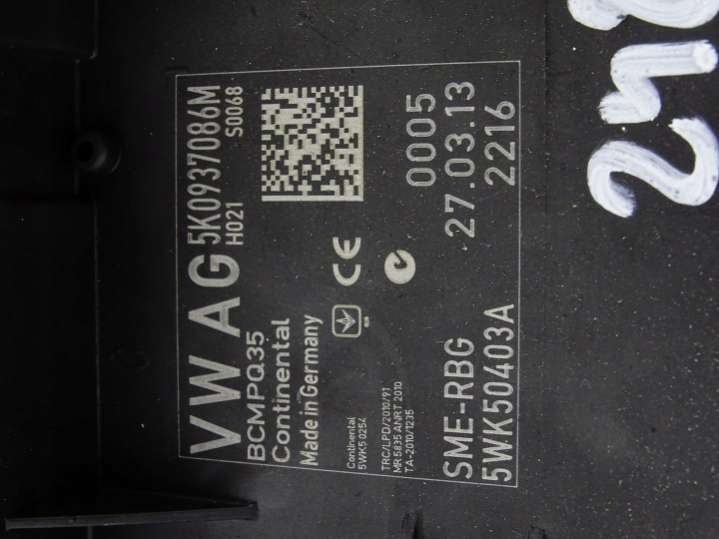 VW AG 5K0937086M
BCMPQ35 H021 S0068
Continental
Made in Germany
CE
Continental
5WK5 0254
TRC/LPD/2010/91
MR 5835 ANRT 2010
TA-2010/1235
0005
SME-RBG 27.03.13
5WK50403A 2216